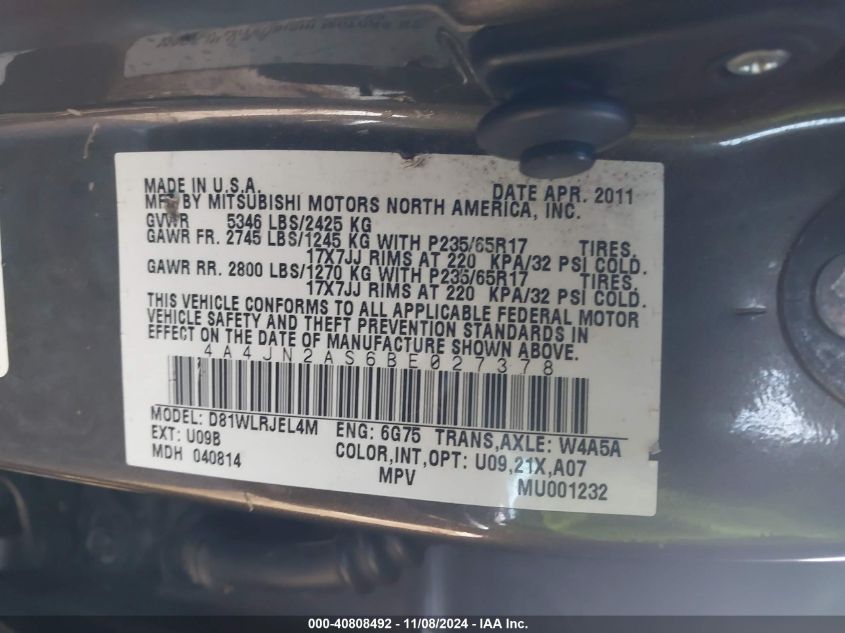 MADE IN U.S.A. DATE APR. 2011
MFT BY MITSUBISHI MOTORS NORTH AMERICA, INC.
GVWR 5346 LBS/2425 KG
GAWR FR. 2745 LBS/1245 KG WITH P235/65R17 TIRES,
17X7JJ RIMS AT 220 KPA/32 PSI COLD.
GAWR RR. 2800 LBS/1270 KG WITH P235/65R17 TIRES,
17X7JJ RIMS AT 220 KPA/32 PSI COLD.
THIS VEHICLE CONFORMS TO ALL APPLICABLE FEDERAL MOTOR
VEHICLE SAFETY AND THEFT PREVENTION STANDARDS IN
EFFECT ON THE DATE OF MANUFACTURE SHOWN ABOVE.
4A4JN2AS6BE027378
MODEL: D81WLRJEL4M ENG: 6G75 TRANS,AXLE: W4A5A
EXT: U09B COLOR,INT,OPT: U09,21X,A07
MDH 040814 MPV MU001232
000-40808492 - 11/08/2024 - IAA Inc.